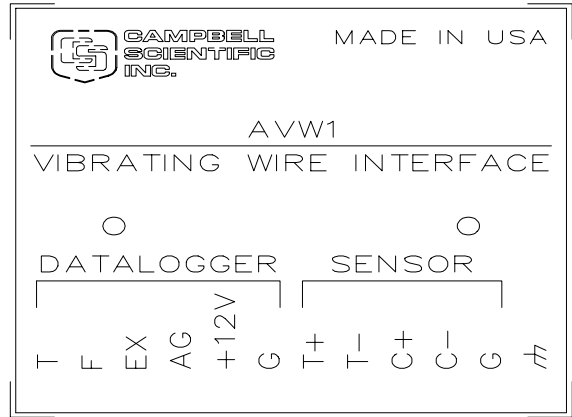 CAMPBELL
SCIENTIFIC
INC.
MADE IN USA
AVW1
VIBRATING WIRE INTERFACE
DATALOGGER SENSOR
T F EX AG +12V G T+ T- C+ C- G